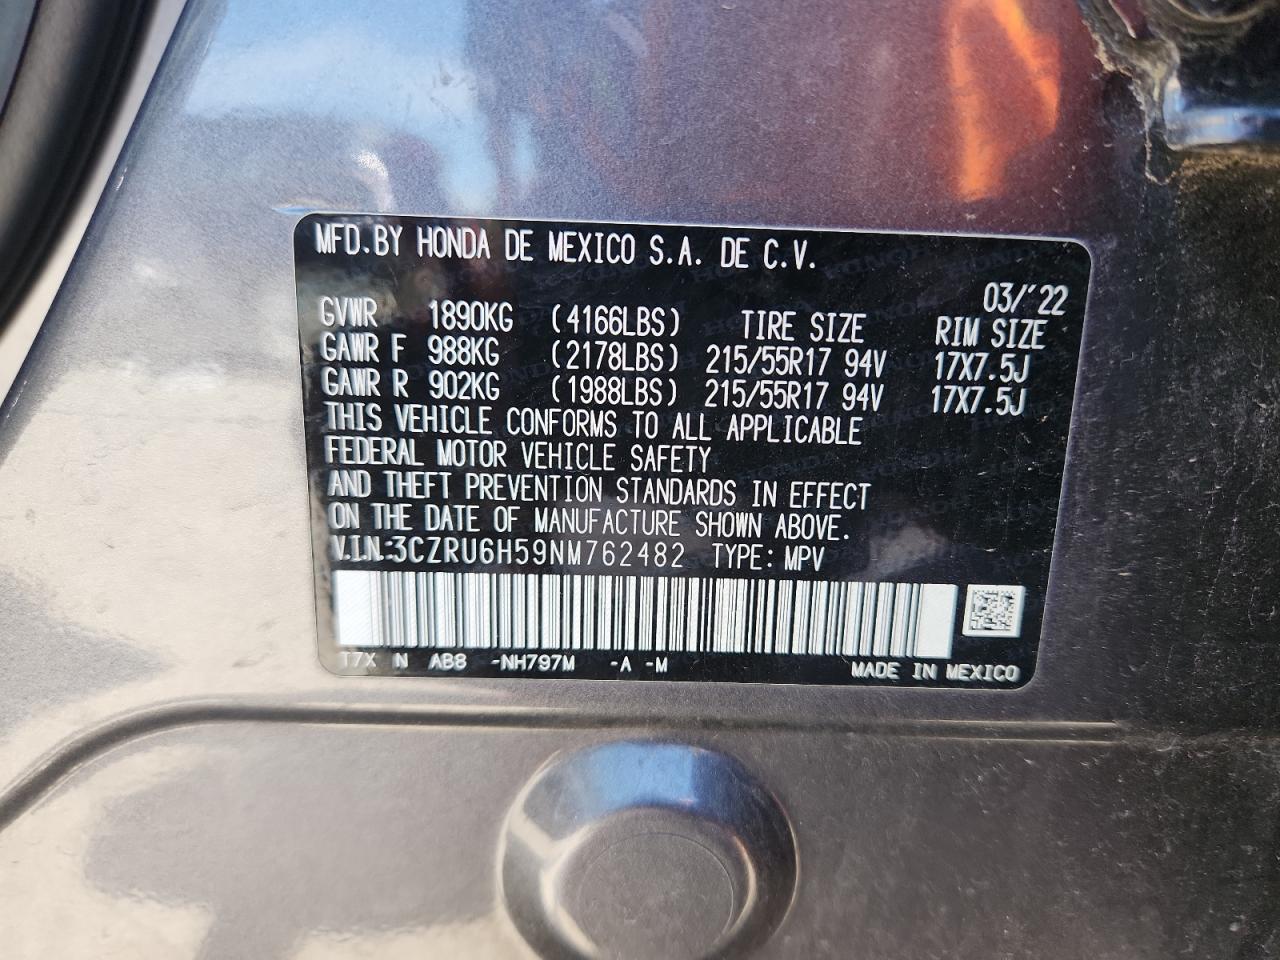 MFD.BY HONDA DE MEXICO S.A. DE C.V.
03/'22
GVWR 1890KG (4166LBS) TIRE SIZE RIM SIZE
GAWR F 988KG (2178LBS) 215/55R17 94V 17X7.5J
GAWR R 902KG (1988LBS) 215/55R17 94V 17X7.5J
THIS VEHICLE CONFORMS TO ALL APPLICABLE
FEDERAL MOTOR VEHICLE SAFETY
AND THEFT PREVENTION STANDARDS IN EFFECT
ON THE DATE OF MANUFACTURE SHOWN ABOVE.
V.I.N.:3CZRU6H59NM762482 TYPE: MPV
T7X N AB8 -NH797M -A -M MADE IN MEXICO